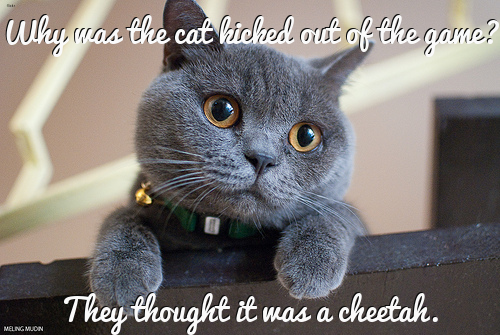 Why was the cat kicked out of the game?
They thought it was a cheetah.
MELING MUDIN